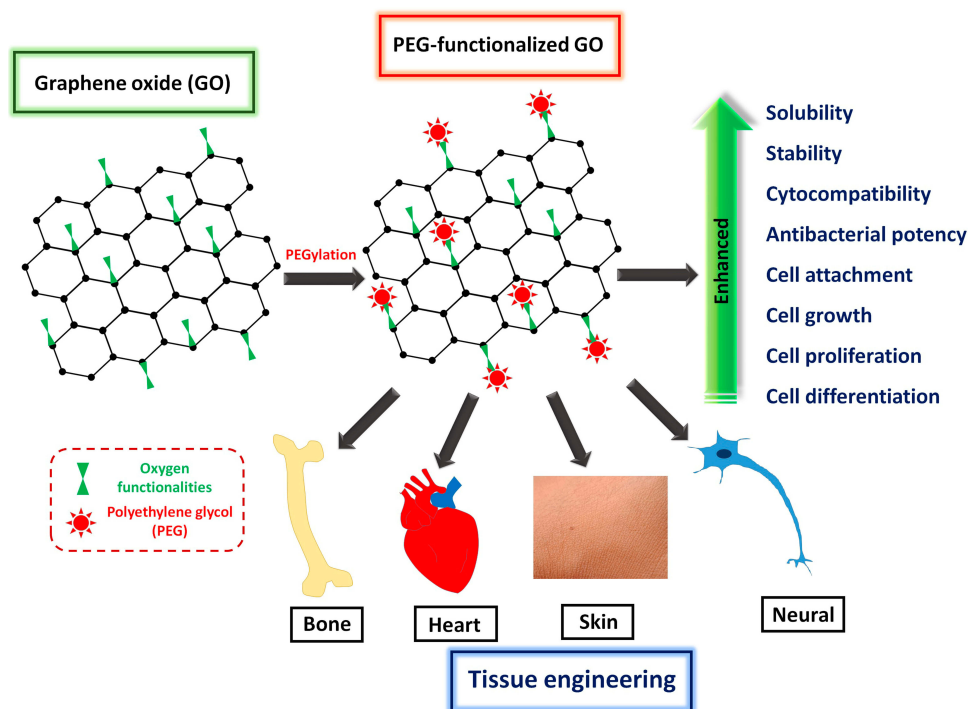 PEG-functionalized GO
Graphene oxide (GO)
PEGylation
Enhanced
Solubility
Stability
Cytocompatibility
Antibacterial potency
Cell attachment
Cell growth
Cell proliferation
Cell differentiation
Oxygen
functionalities
Polyethylene glycol
(PEG)
Bone
Heart
Skin
Neural
Tissue engineering